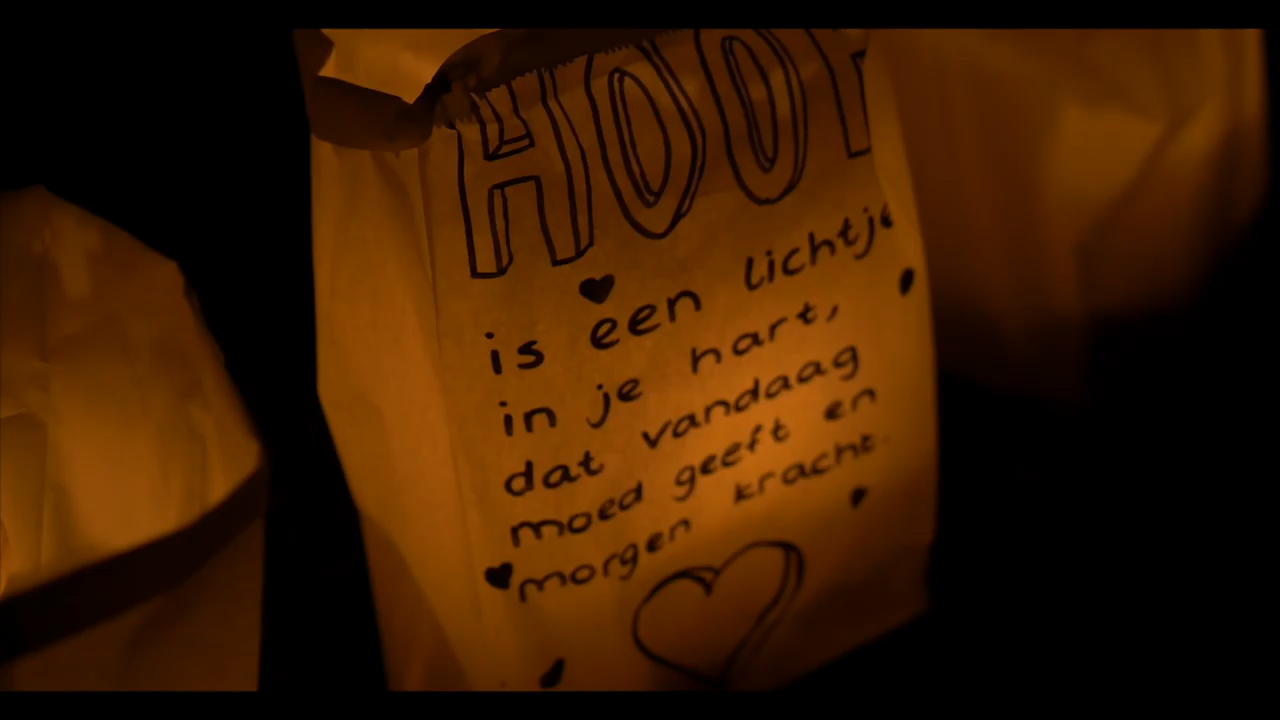 HOOP
is een lichtje
in je hart,
dat vandaag
moed geeft en
morgen kracht.